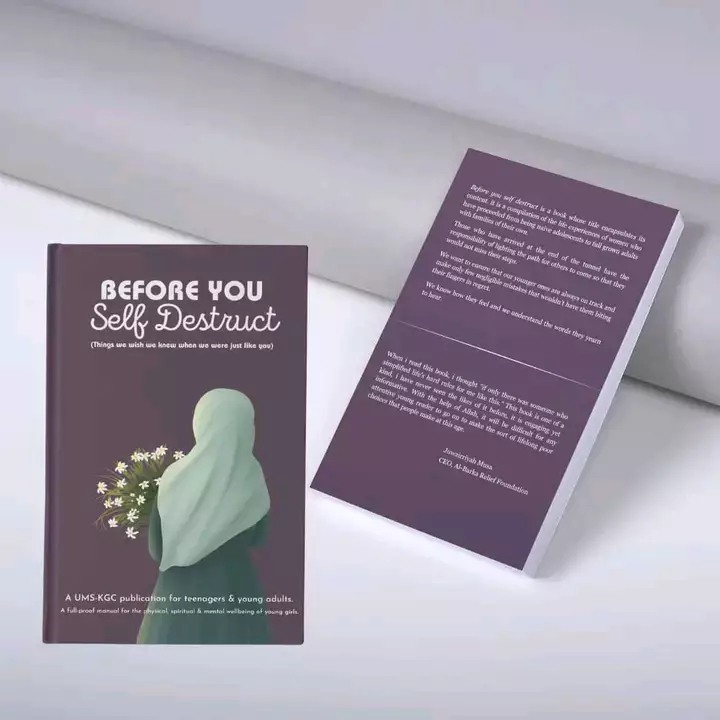 BEFORE YOU
Self Destruct
(Things we wish we knew when we were just like you)
A UMS-KGC publication for teenagers & young adults.
A full-proof manual for the physical, spiritual & mental wellbeing of young girls.
Before you self destruct is a book whose title encapsulates its
content. it is a compilation of the life experiences of women who
have proceeded from being naive adolescents to full grown adults
with families of their own.
Those who have arrived at the end of the tunnel have the
responsibility of lighting the path for others to come so that they
would not miss their steps.
We want to ensure that our younger ones are always on track and
make only few negligible mistakes that wouldn't have them biting
their fingers in regret.
We know how they feel and we understand the words they yearn
to hear.
When i read this book, i thought "if only there was someone who
simplified life's hard rules for me like this." This book is one of a
kind, i have never seen the likes of it before, it is engaging yet
informative. With the help of Allah, it will be difficult for any
attentive young reader to go on to make the sort of lifelong poor
choices that people make at this age.
Juwairiyah Musa
CEO, Al-Barka Relief Foundation